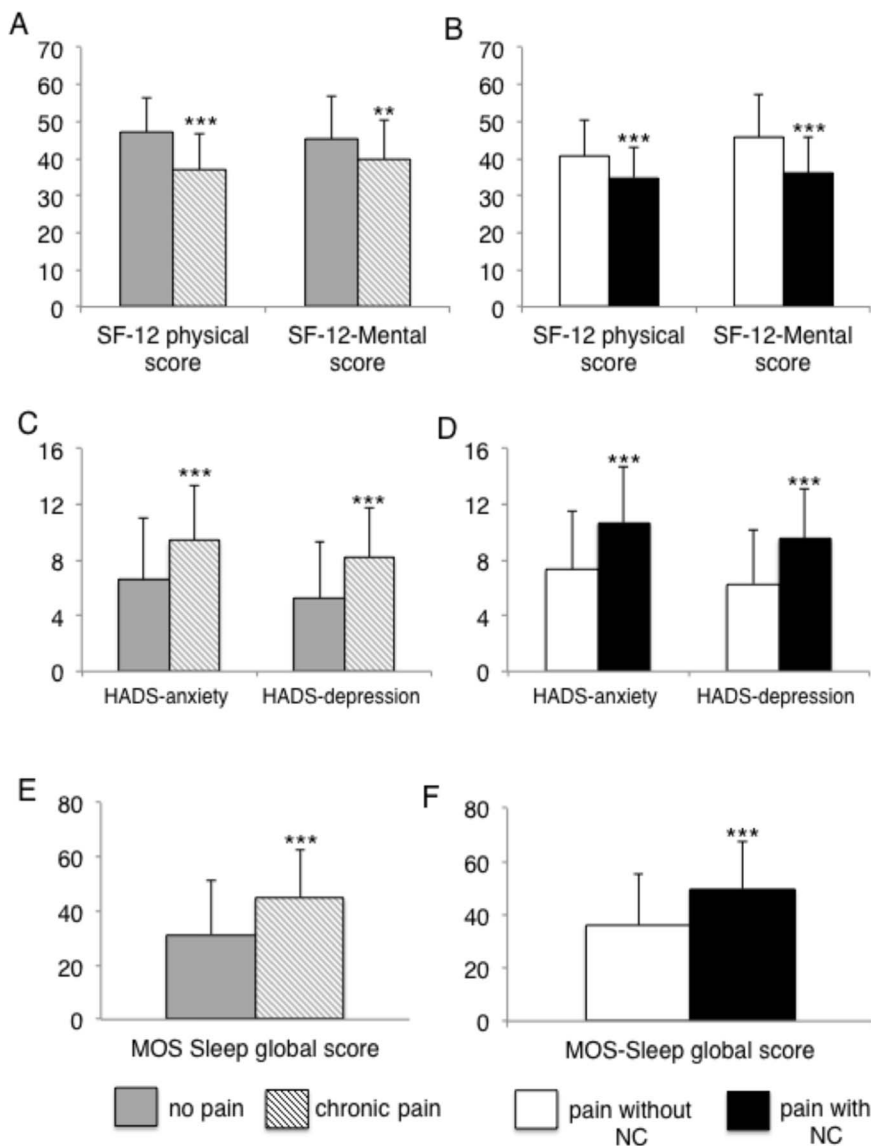 A
70
60
50
40
30
20
10
0
***
**
SF-12 physical
score
SF-12-Mental
score
B
70
60
50
40
30
20
10
0
***
***
SF-12 physical
score
SF-12-Mental
score
C
16
12
8
4
0
***
***
HADS-anxiety
HADS-depression
D
16
12
8
4
0
***
***
HADS-anxiety
HADS-depression
E
80
60
40
20
0
***
MOS Sleep global score
F
80
60
40
20
0
***
MOS-Sleep global score
no pain
chronic pain
pain without
NC
pain with
NC